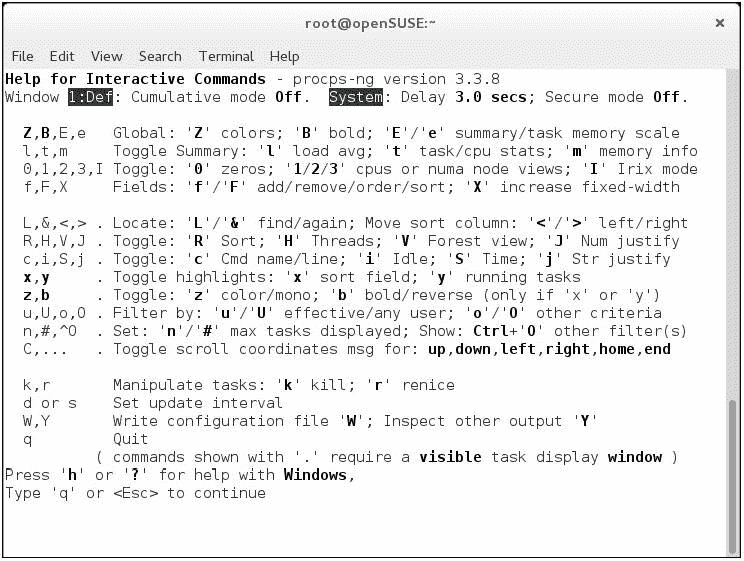 root@openSUSE:~
×
File Edit View Search Terminal Help
Help for Interactive Commands - procps-ng version 3.3.8
Window 1:Def: Cumulative mode Off.  System: Delay 3.0 secs; Secure mode Off.

  Z,B,E,e   Global: 'Z' colors; 'B' bold; 'E'/'e' summary/task memory scale
  l,t,m     Toggle Summary: 'l' load avg; 't' task/cpu stats; 'm' memory info
  0,1,2,3,I Toggle: '0' zeros; '1/2/3' cpus or numa node views; 'I' Irix mode
  f,F,X     Fields: 'f'/'F' add/remove/order/sort; 'X' increase fixed-width

  L,&,<,> . Locate: 'L'/'&' find/again; Move sort column: '<'/'>' left/right
  R,H,V,J . Toggle: 'R' Sort; 'H' Threads; 'V' Forest view; 'J' Num justify
  c,i,S,j . Toggle: 'c' Cmd name/line; 'i' Idle; 'S' Time; 'j' Str justify
  x,y     . Toggle highlights: 'x' sort field; 'y' running tasks
  z,b     . Toggle: 'z' color/mono; 'b' bold/reverse (only if 'x' or 'y')
  u,U,o,O . Filter by: 'u'/'U' effective/any user; 'o'/'O' other criteria
  n,#,^O  . Set: 'n'/'#' max tasks displayed; Show: Ctrl+'O' other filter(s)
  C,...   . Toggle scroll coordinates msg for: up,down,left,right,home,end

  k,r       Manipulate tasks: 'k' kill; 'r' renice
  d or s    Set update interval
  W,Y       Write configuration file 'W'; Inspect other output 'Y'
  q         Quit
          ( commands shown with '.' require a visible task display window )
Press 'h' or '?' for help with Windows,
Type 'q' or <Esc> to continue